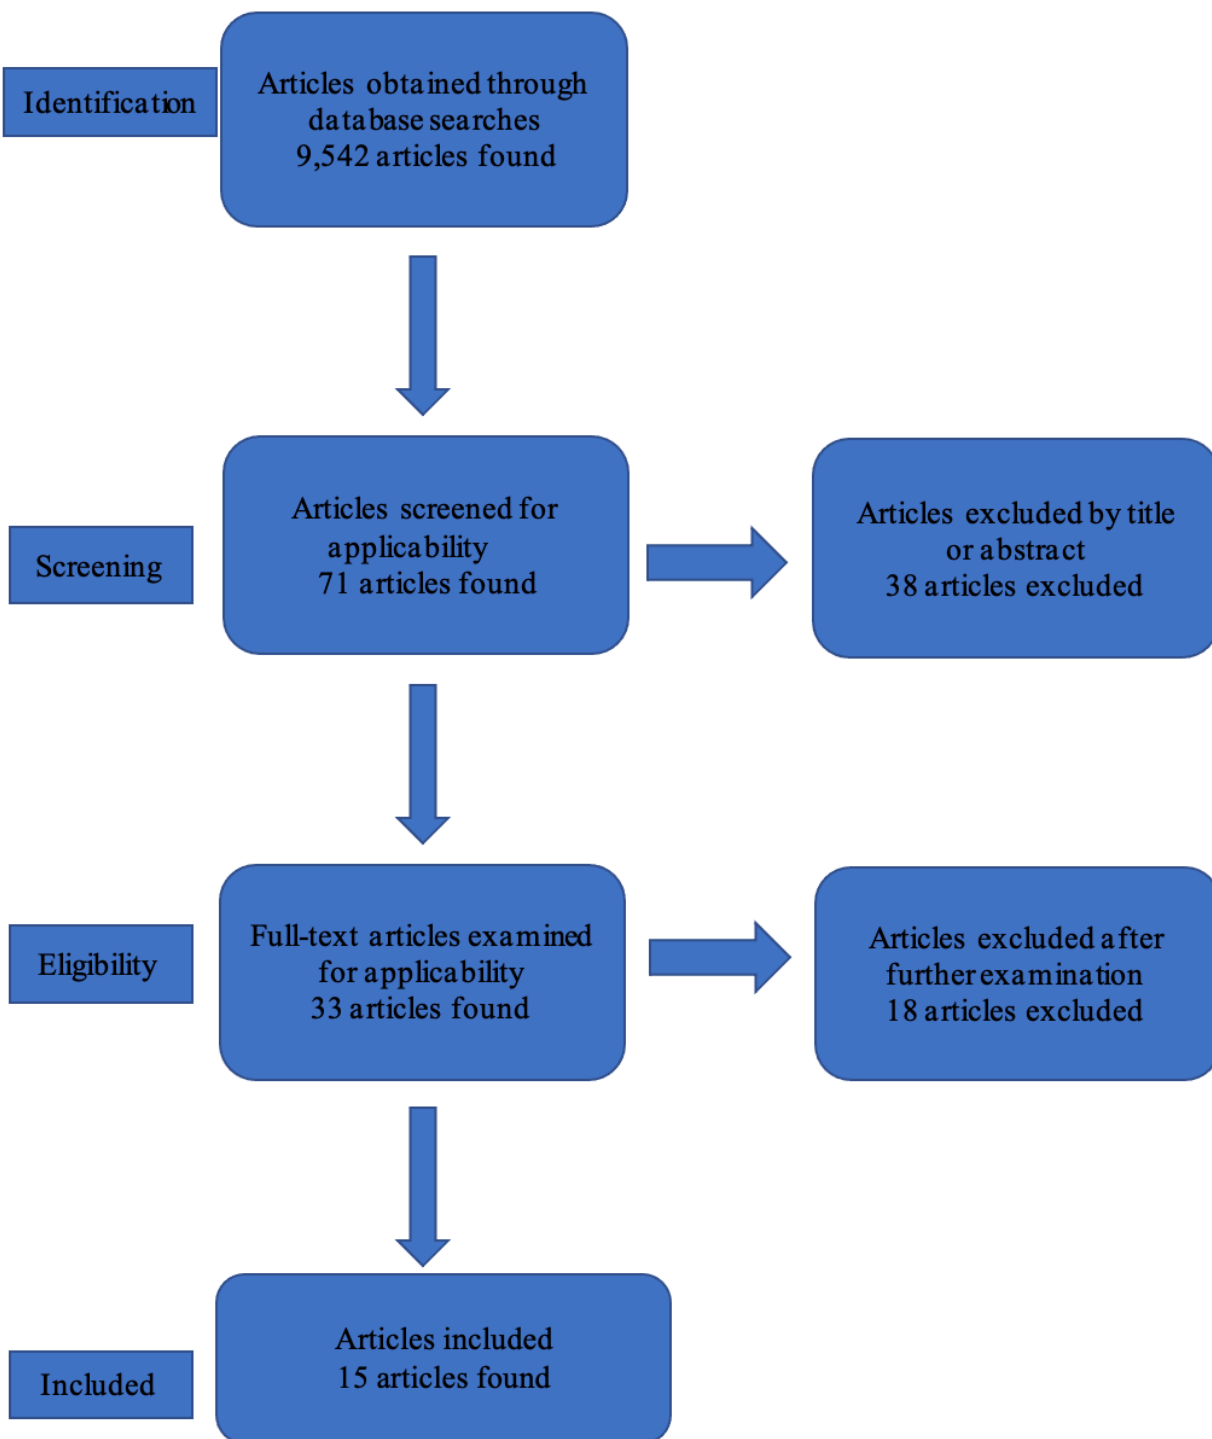 Identification
Articles obtained through
database searches
9,542 articles found
Screening
Articles screened for
applicability
71 articles found
Articles excluded by title
or abstract
38 articles excluded
Eligibility
Full-text articles examined
for applicability
33 articles found
Articles excluded after
further examination
18 articles excluded
Included
Articles included
15 articles found